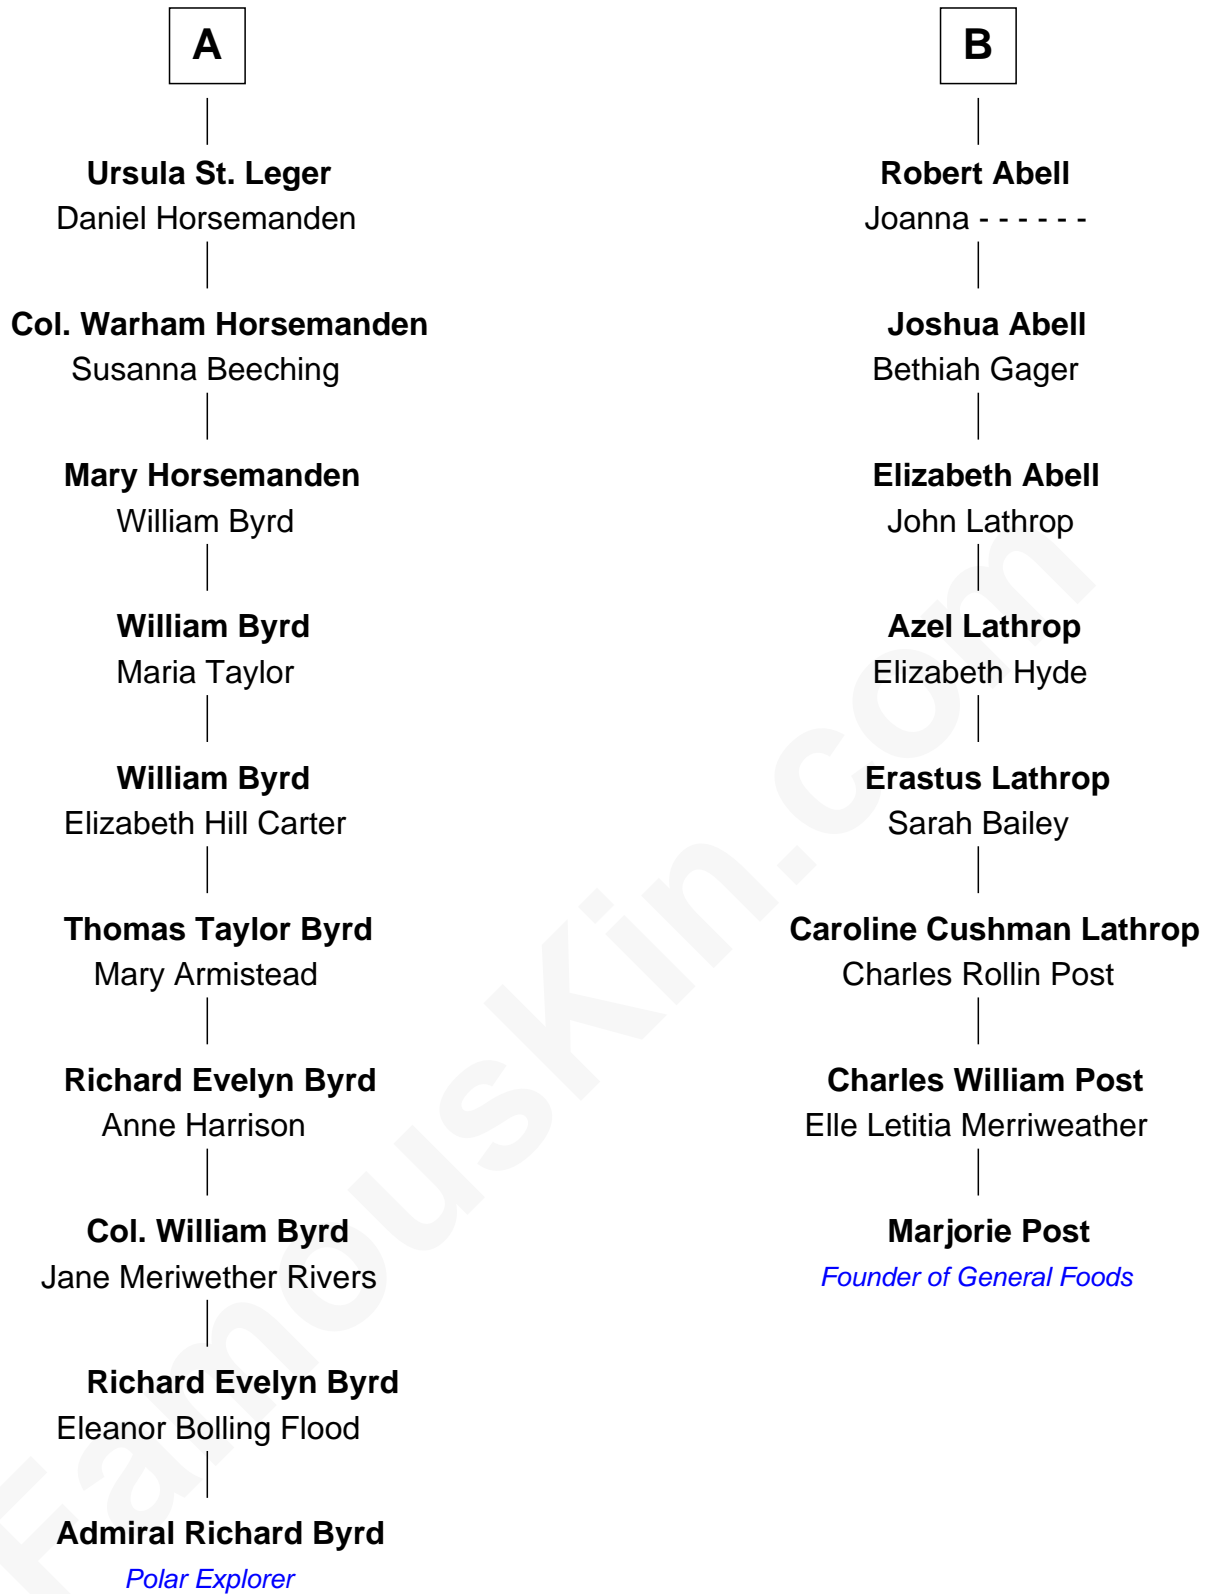 A
Ursula St. Leger
Daniel Horsemanden
Col. Warham Horsemanden
Susanna Beeching
Mary Horsemanden
William Byrd
William Byrd
Maria Taylor
William Byrd
Elizabeth Hill Carter
Thomas Taylor Byrd
Mary Armistead
Richard Evelyn Byrd
Anne Harrison
Col. William Byrd
Jane Meriwether Rivers
Richard Evelyn Byrd
Eleanor Bolling Flood
Admiral Richard Byrd
Polar Explorer
B
Robert Abell
Joanna - - - - - -
Joshua Abell
Bethiah Gager
Elizabeth Abell
John Lathrop
Azel Lathrop
Elizabeth Hyde
Erastus Lathrop
Sarah Bailey
Caroline Cushman Lathrop
Charles Rollin Post
Charles William Post
Elle Letitia Merriweather
Marjorie Post
Founder of General Foods
FamousKin.com